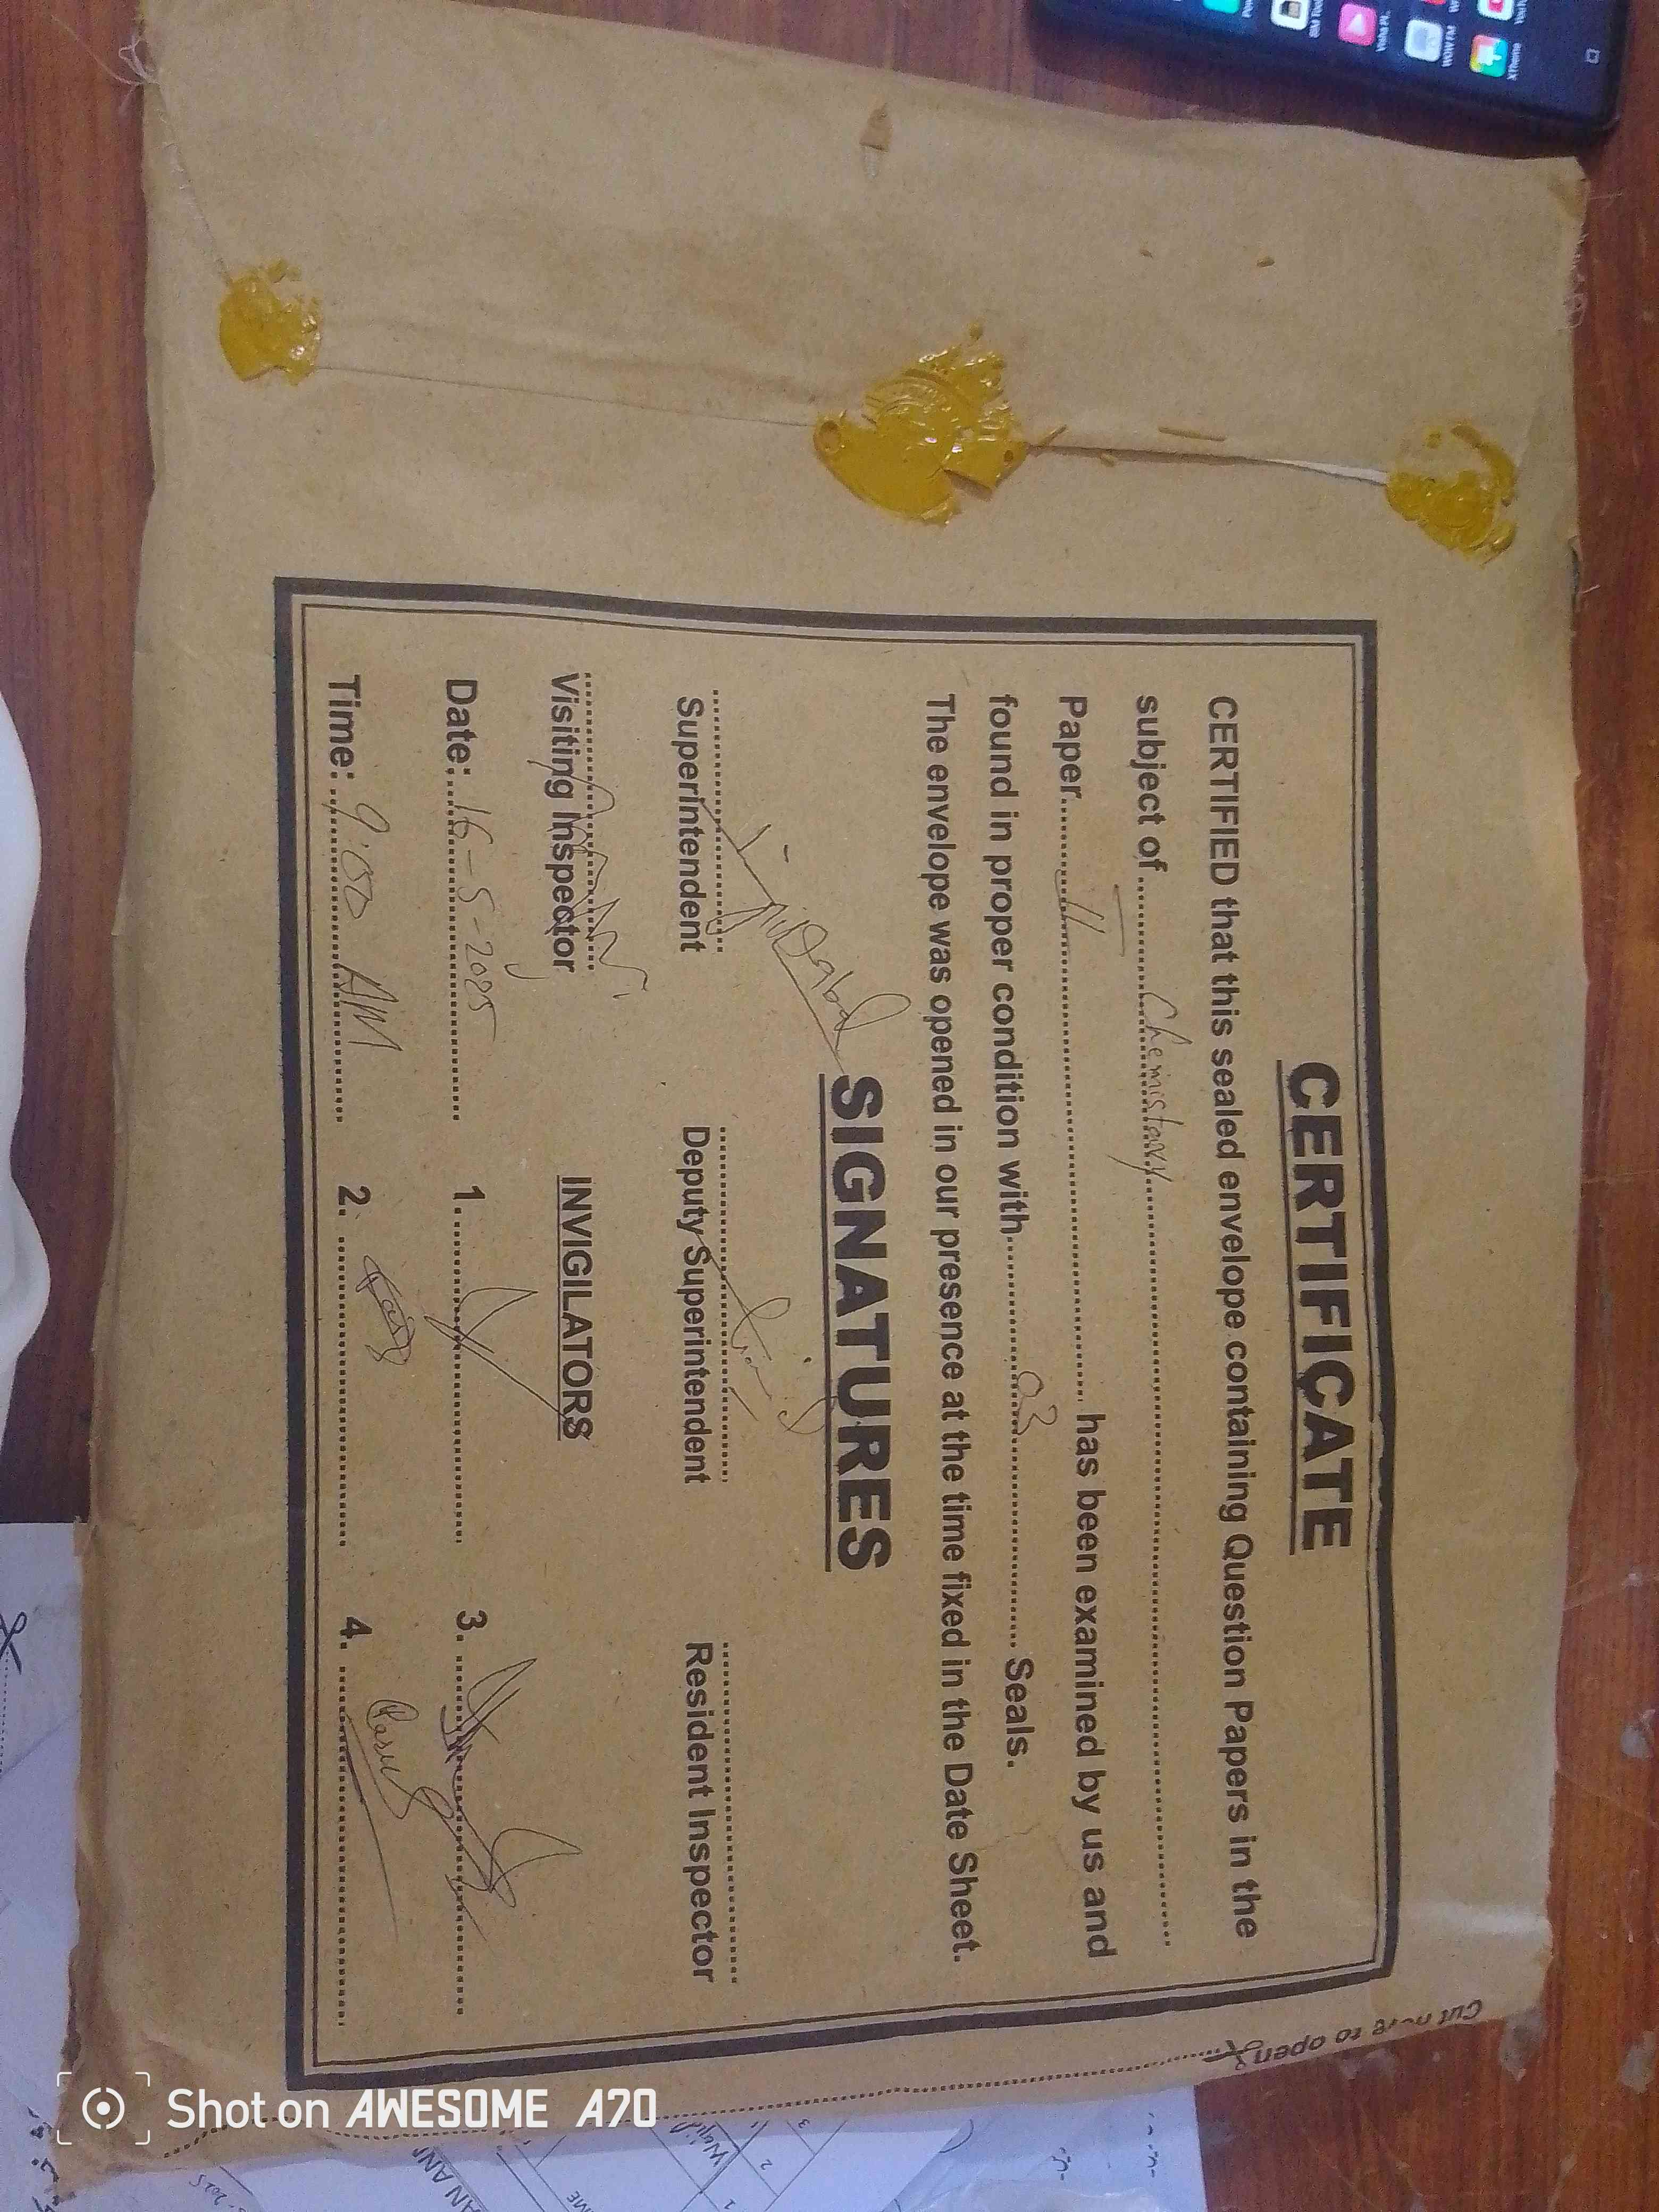 CERTIFICATE
CERTIFIED that this sealed envelope containing Question Papers in the
subject of Chemistary
Paper II has been examined by us and
found in proper condition with 03 Seals.
The envelope was opened in our presence at the time fixed in the Date Sheet.
SIGNATURES
Superintendent Deputy Superintendent Resident Inspector
Visiting Inspector INVIGILATORS
Date: 16-5-2025 1. 3.
Time: 9:00 AM 2. 4.
Cut here to open
Shot on AWESOME A70